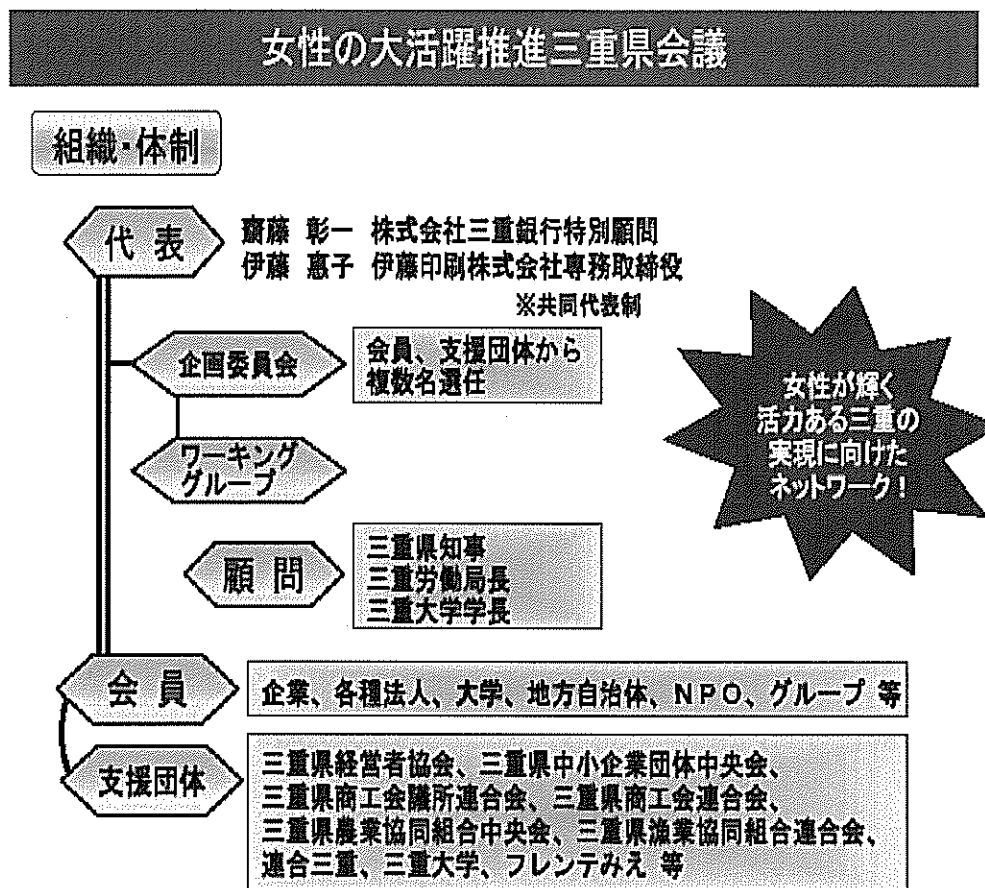 女性の大活躍推進三重県会議
組織・体制
代 表
齋藤 彰一 株式会社三重銀行特別顧問
伊藤 惠子 伊藤印刷株式会社専務取締役
※共同代表制
企画委員会
会員、支援団体から
複数名選任
女性が輝く
活力ある三重の
実現に向けた
ネットワーク！
ワーキング
グループ
顧 問
三重県知事
三重労働局長
三重大学学長
会 員
企業、各種法人、大学、地方自治体、NPO、グループ 等
支援団体
三重県経営者協会、三重県中小企業団体中央会、
三重県商工会議所連合会、三重県商工会連合会、
三重県農業協同組合中央会、三重県漁業協同組合連合会、
連合三重、三重大学、フレンテみえ 等